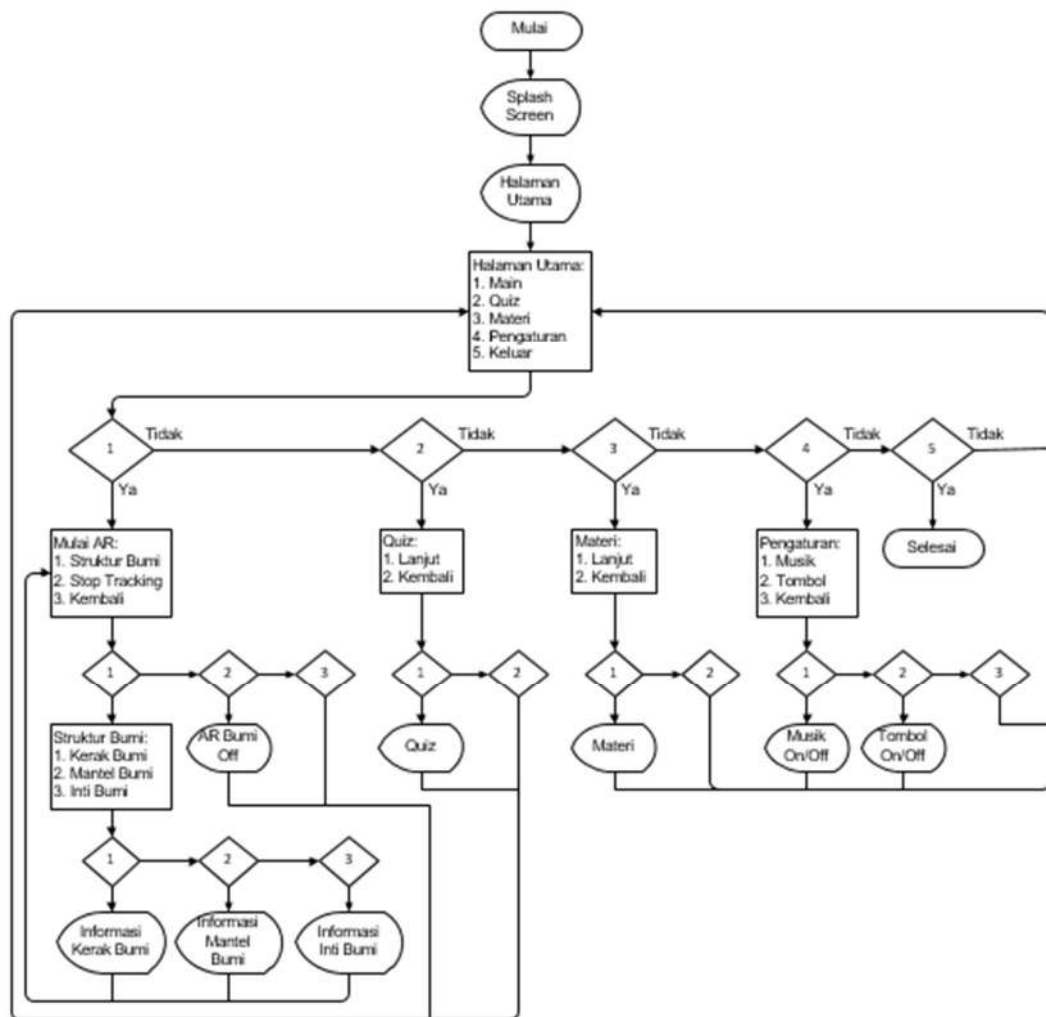 Mulai
Splash
Screen
Halaman
Utama
Halaman Utama:
1. Main
2. Quiz
3. Materi
4. Pengaturan
5. Keluar
1
Tidak
2
Tidak
3
Tidak
4
Tidak
5
Tidak
Ya
Ya
Ya
Ya
Ya
Mulai AR:
1. Struktur Bumi
2. Stop Tracking
3. Kembali
Quiz:
1. Lanjut
2. Kembali
Materi:
1. Lanjut
2. Kembali
Pengaturan:
1. Musik
2. Tombol
3. Kembali
Selesai
1
2
3
1
2
1
2
1
2
3
Struktur Bumi:
1. Kerak Bumi
2. Mantel Bumi
3. Inti Bumi
AR Bumi
Off
Quiz
Materi
Musik
On/Off
Tombol
On/Off
1
2
3
Informasi
Kerak Bumi
Informasi
Mantel
Bumi
Informasi
Inti Bumi